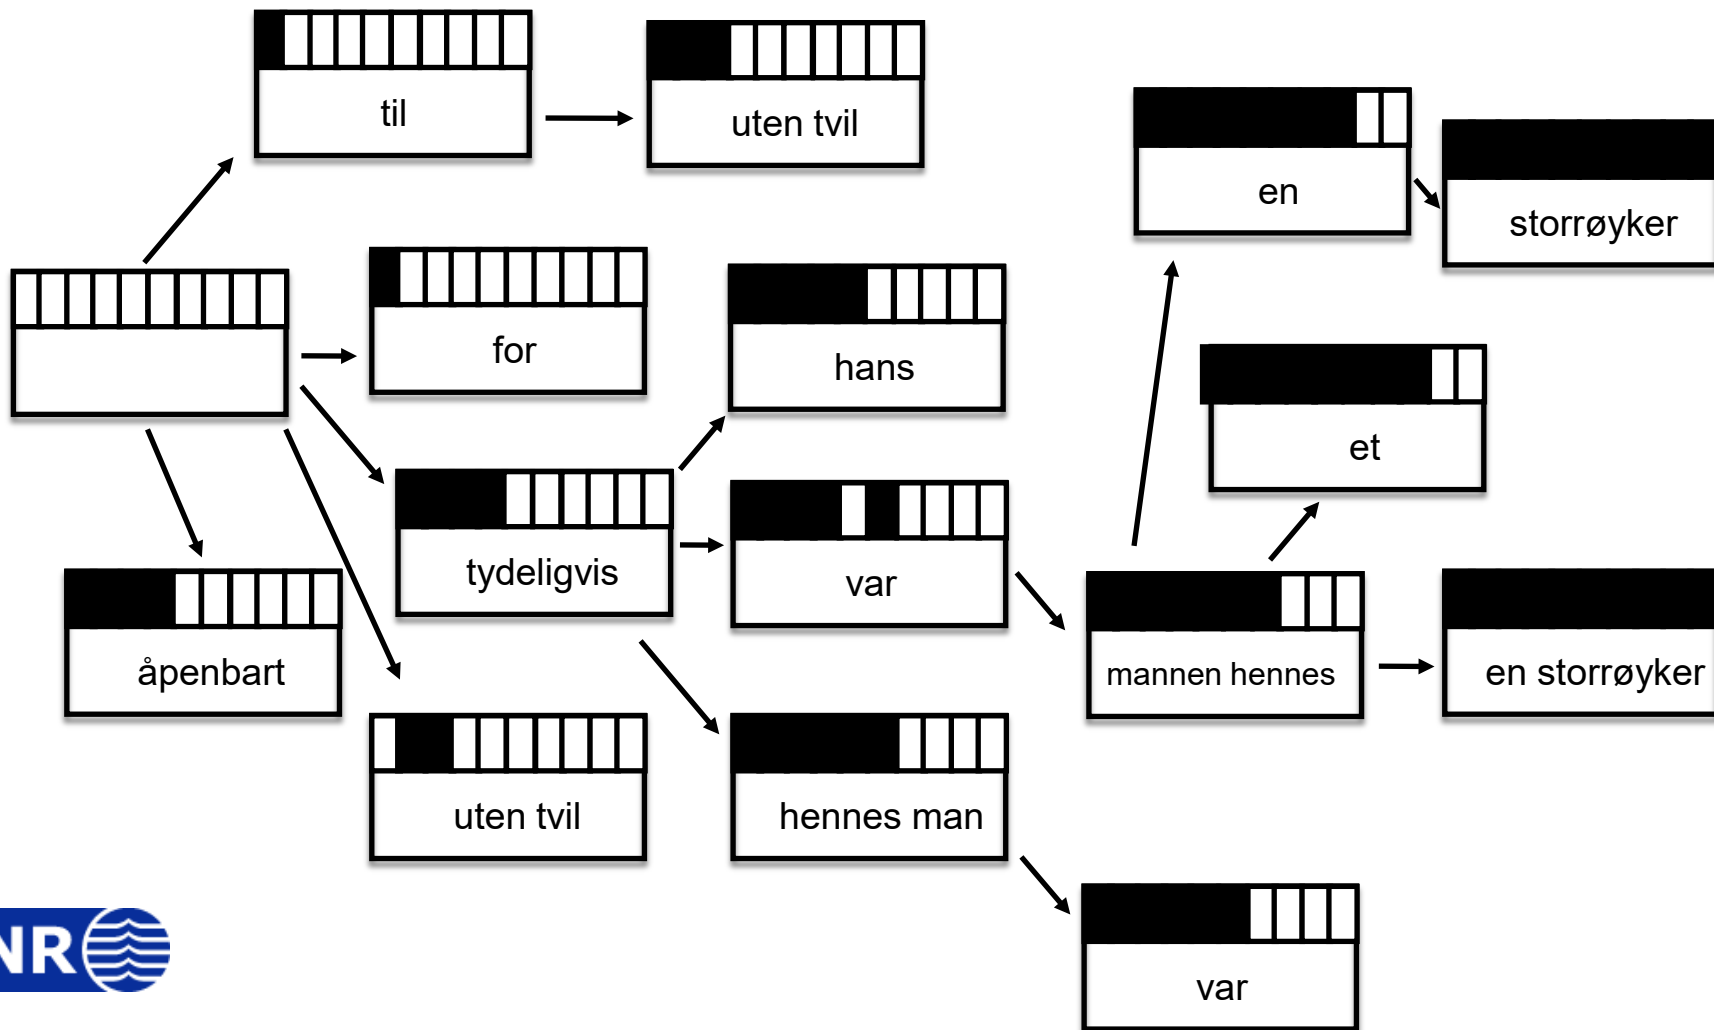 til
uten tvil
en
storrøyker
for
hans
et
tydeligvis
var
åpenbart
mannen hennes
en storrøyker
uten tvil
hennes man
var
NR